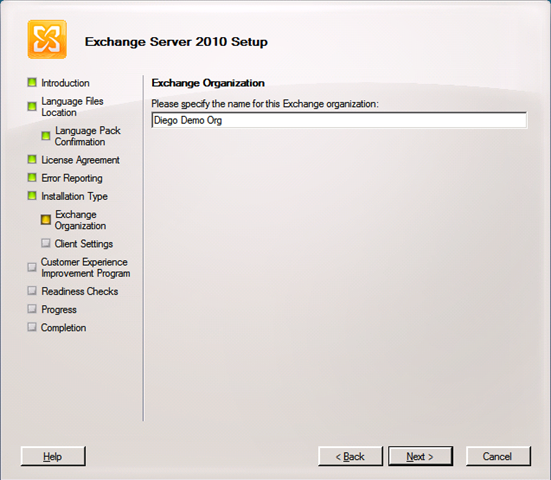 Exchange Server 2010 Setup
Introduction
Language Files
Location
Language Pack
Confirmation
License Agreement
Error Reporting
Installation Type
Exchange
Organization
Client Settings
Customer Experience
Improvement Program
Readiness Checks
Progress
Completion
Exchange Organization
Please specify the name for this Exchange organization:
Diego Demo Org
Help
< Back
Next >
Cancel